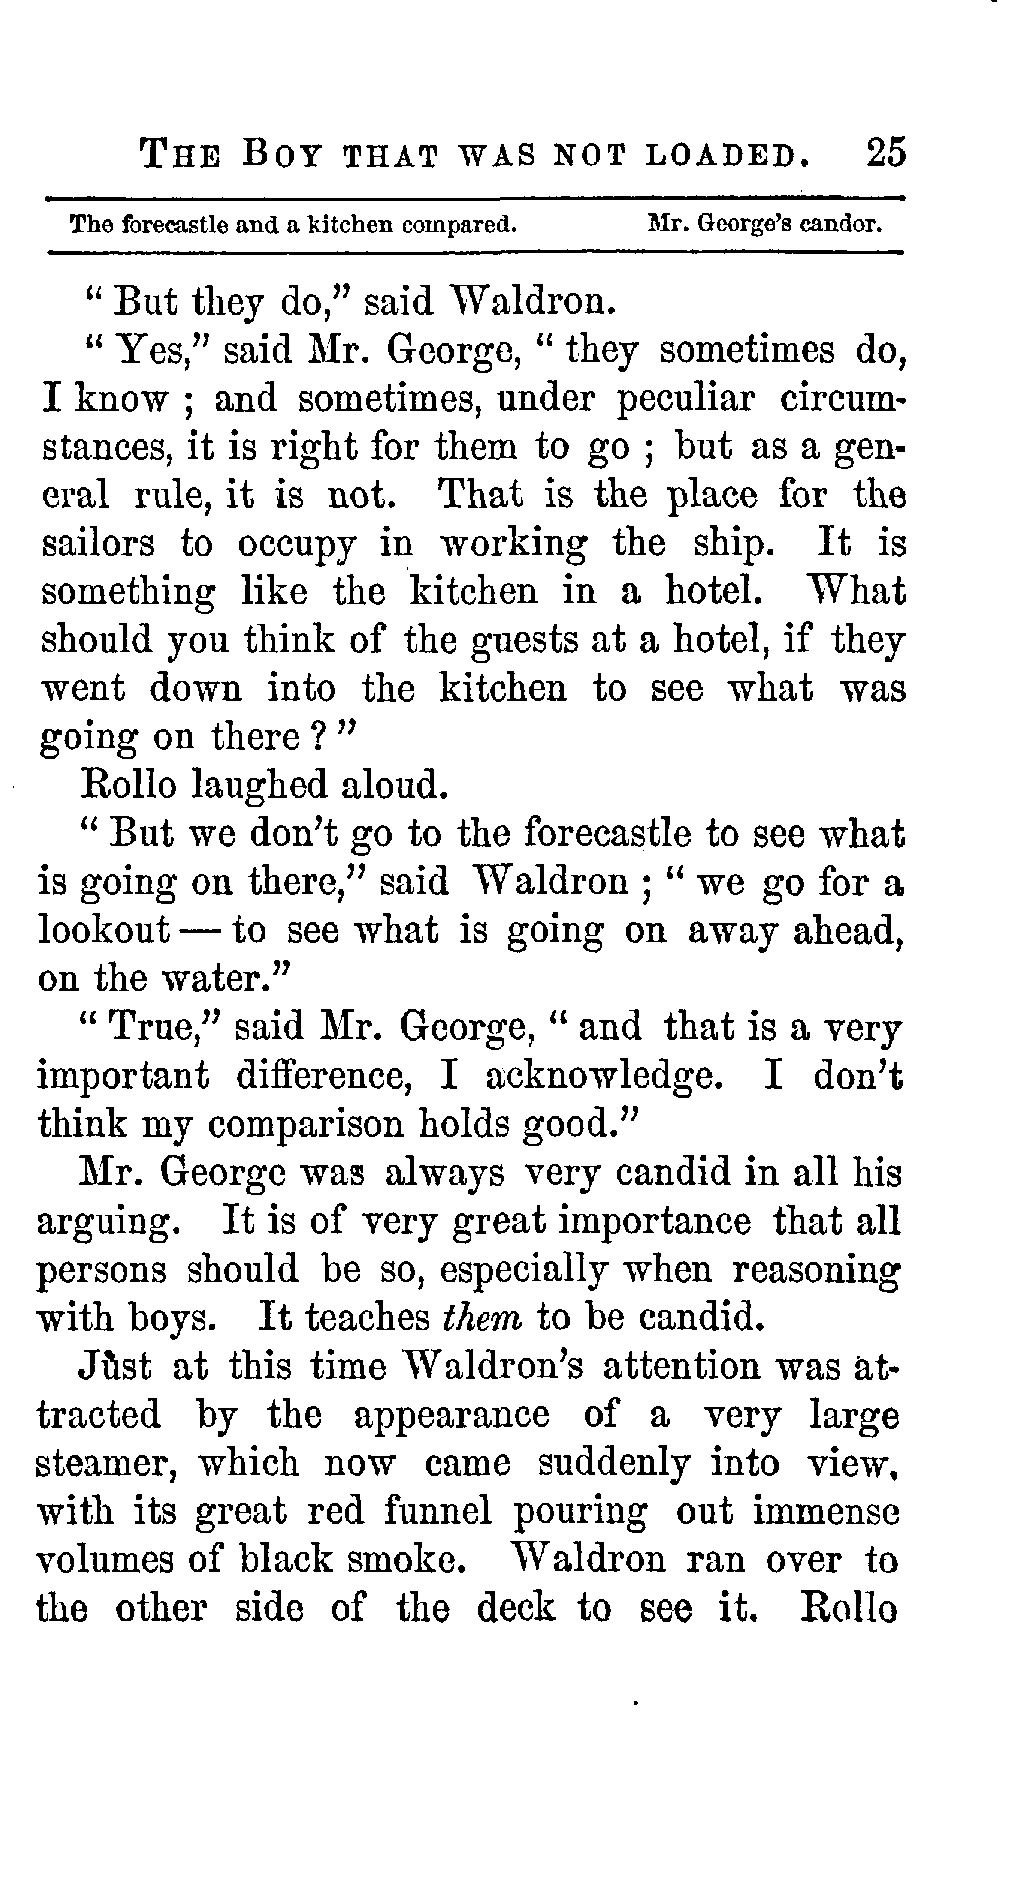 THE BOY THAT WAS NOT LOADED. 25
The forecastle and a kitchen compared. Mr. George's candor.
" But they do," said Waldron.
" Yes," said Mr. George, " they sometimes do,
I know ; and sometimes, under peculiar circum-
stances, it is right for them to go ; but as a gen-
eral rule, it is not. That is the place for the
sailors to occupy in working the ship. It is
something like the kitchen in a hotel. What
should you think of the guests at a hotel, if they
went down into the kitchen to see what was
going on there ? "
Rollo laughed aloud.
" But we don't go to the forecastle to see what
is going on there," said Waldron ; " we go for a
lookout — to see what is going on away ahead,
on the water."
" True," said Mr. George, " and that is a very
important difference, I acknowledge. I don't
think my comparison holds good."
Mr. George was always very candid in all his
arguing. It is of very great importance that all
persons should be so, especially when reasoning
with boys. It teaches them to be candid.
Just at this time Waldron's attention was at-
tracted by the appearance of a very large
steamer, which now came suddenly into view,
with its great red funnel pouring out immense
volumes of black smoke. Waldron ran over to
the other side of the deck to see it. Rollo